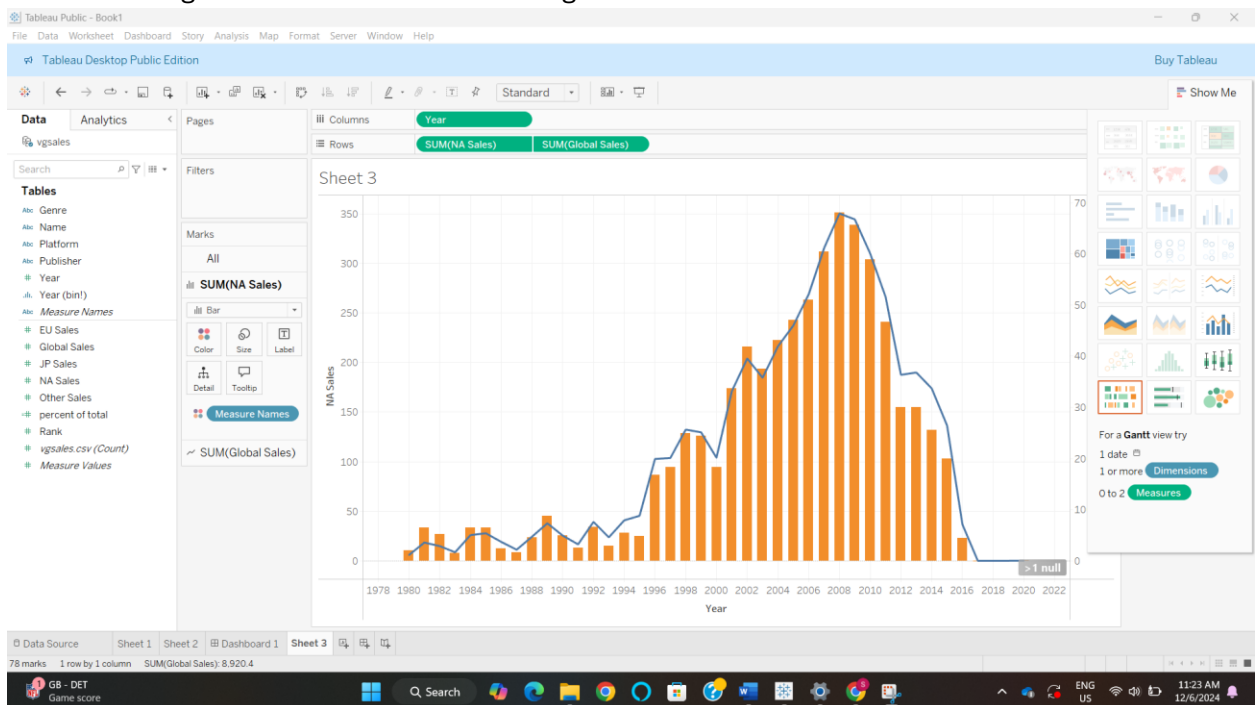 Tableau Public - Book1
File Data Worksheet Dashboard Story Analysis Map Format Server Window Help
Tableau Desktop Public Edition
Buy Tableau
Standard
Show Me
Data
Analytics
vgsales
Search
Tables
Abc Genre
Abc Name
Abc Platform
Abc Publisher
# Year
Year (bin!)
Abc Measure Names
# EU Sales
# Global Sales
# JP Sales
# NA Sales
# Other Sales
=# percent of total
# Rank
# vgsales.csv (Count)
# Measure Values
Pages
Filters
Marks
All
SUM(NA Sales)
Bar
Color
Size
Label
Detail
Tooltip
Measure Names
SUM(Global Sales)
iii Columns
Year
Rows
SUM(NA Sales)
SUM(Global Sales)
Sheet 3
350
300
250
200
150
100
50
0
NA Sales
70
60
50
40
30
20
10
0
>1 null
1978 1980 1982 1984 1986 1988 1990 1992 1994 1996 1998 2000 2002 2004 2006 2008 2010 2012 2014 2016 2018 2020 2022
Year
For a Gantt view try
1 date
1 or more Dimensions
0 to 2 Measures
Data Source
Sheet 1
Sheet 2
Dashboard 1
Sheet 3
78 marks 1 row by 1 column SUM(Global Sales): 8,920.4
1
GB - DET
Game score
Search
ENG
US
11:23 AM
12/6/2024